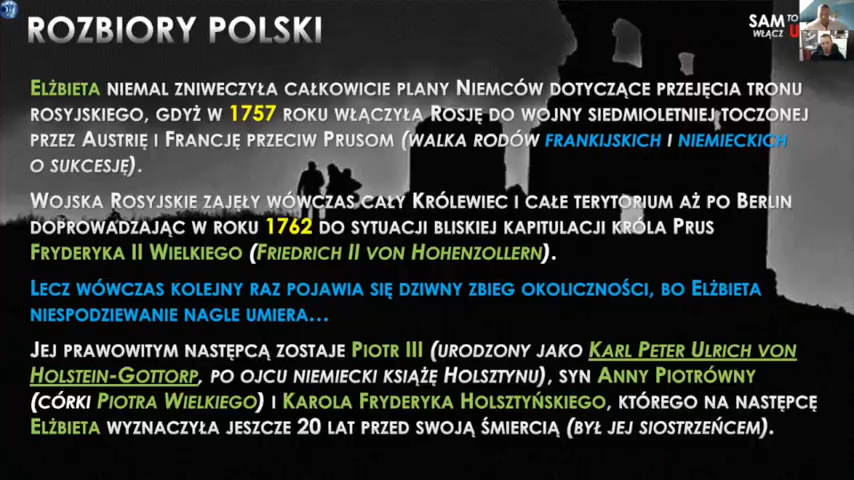 ROZBIORY POLSKI
SAM TO
WŁĄCZ U
ELŻBIETA NIEMAL ZNIWECZYŁA CAŁKOWICIE PLANY NIEMCÓW DOTYCZĄCE PRZEJĘCIA TRONU
ROSYJSKIEGO, GDYŻ W 1757 ROKU WŁĄCZYŁA ROSJĘ DO WOJNY SIEDMIOLETNIEJ TOCZONEJ
PRZEZ AUSTRIĘ I FRANCJĘ PRZECIW PRUSOM (WALKA RODÓW FRANKIJSKICH I NIEMIECKICH
O SUKCESJĘ).
WOJSKA ROSYJSKIE ZAJĘŁY WÓWCZAS CAŁY KRÓLEWIEC I CAŁE TERYTORIUM AŻ PO BERLIN
DOPROWADZAJĄC W ROKU 1762 DO SYTUACJI BLISKIEJ KAPITULACJI KRÓLA PRUS
FRYDERYKA II WIELKIEGO (FRIEDRICH II VON HOHENZOLLERN).
LECZ WÓWCZAS KOLEJNY RAZ POJAWIA SIĘ DZIWNY ZBIEG OKOLICZNOŚCI, BO ELŻBIETA
NIESPODZIEWANIE NAGLE UMIERA...
JEJ PRAWOWITYM NASTĘPCĄ ZOSTAJE PIOTR III (URODZONY JAKO KARL PETER ULRICH VON
HOLSTEIN-GOTTORP, PO OJCU NIEMIECKI KSIĄŻĘ HOLSZTYNU), SYN ANNY PIOTRÓWNY
(CÓRKI PIOTRA WIELKIEGO) I KAROLA FRYDERYKA HOLSZTYŃSKIEGO, KTÓREGO NA NASTĘPCĘ
ELŻBIETA WYZNACZYŁA JESZCZE 20 LAT PRZED SWOJĄ ŚMIERCIĄ (BYŁ JEJ SIOSTRZEŃCEM).